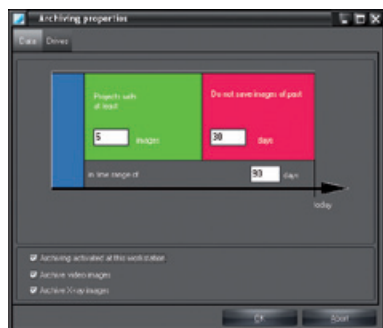 Archiving properties
Data Drives
Projects with
at least
5 images
Do not save images of past
30 days
in time range of 90 days
today
Archiving activated at this workstation
Archive video images
Archive X-ray images
OK Abort